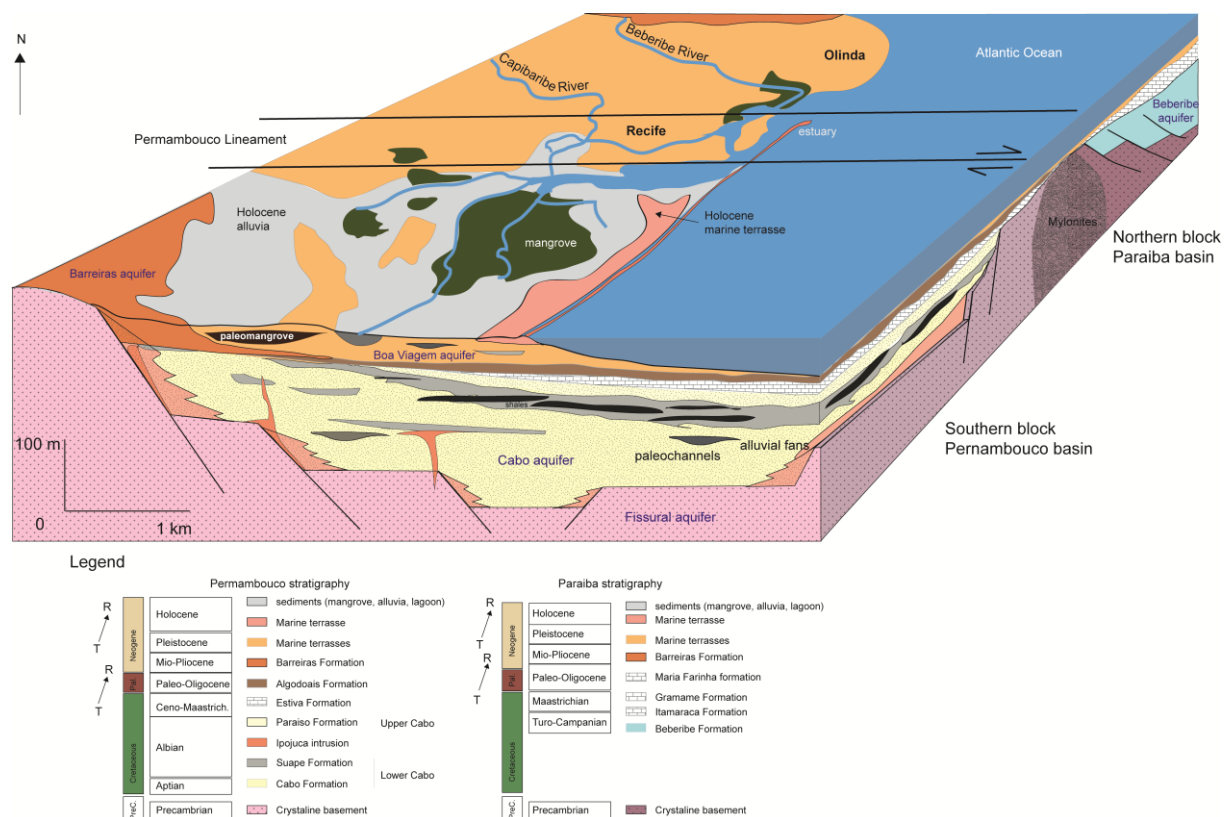 N
Beberibe River
Olinda
Atlantic Ocean
Capibaribe River
Beberibe
aquifer
Permambouco Lineament
Recife
estuary
Holocene
alluvia
Holocene
marine terrasse
Mylonites
mangrove
Northern block
Paraiba basin
Barreiras aquifer
paleomangrove
Boa Viagem aquifer
shales
Southern block
Pernambouco basin
100 m
alluvial fans
paleochannels
Cabo aquifer
0
1 km
Fissural aquifer
Legend
Permambouco stratigraphy
R
T
R
T
Neogene
Pal.
Cretaceous
PreC.
Holocene
Pleistocene
Mio-Pliocene
Paleo-Oligocene
Ceno-Maastrich.
Albian
Aptian
Precambrian
sediments (mangrove, alluvia, lagoon)
Marine terrasse
Marine terrasses
Barreiras Formation
Algodoais Formation
Estiva Formation
Paraiso Formation
Upper Cabo
Ipojuca intrusion
Suape Formation
Lower Cabo
Cabo Formation
Crystaline basement
Paraiba stratigraphy
R
T
R
T
Neogene
Pal.
Cretaceous
PreC.
Holocene
Pleistocene
Mio-Pliocene
Paleo-Oligocene
Maastrichian
Turo-Campanian
Precambrian
sediments (mangrove, alluvia, lagoon)
Marine terrasse
Marine terrasses
Barreiras Formation
Maria Farinha formation
Gramame Formation
Itamaraca Formation
Beberibe Formation
Crystaline basement